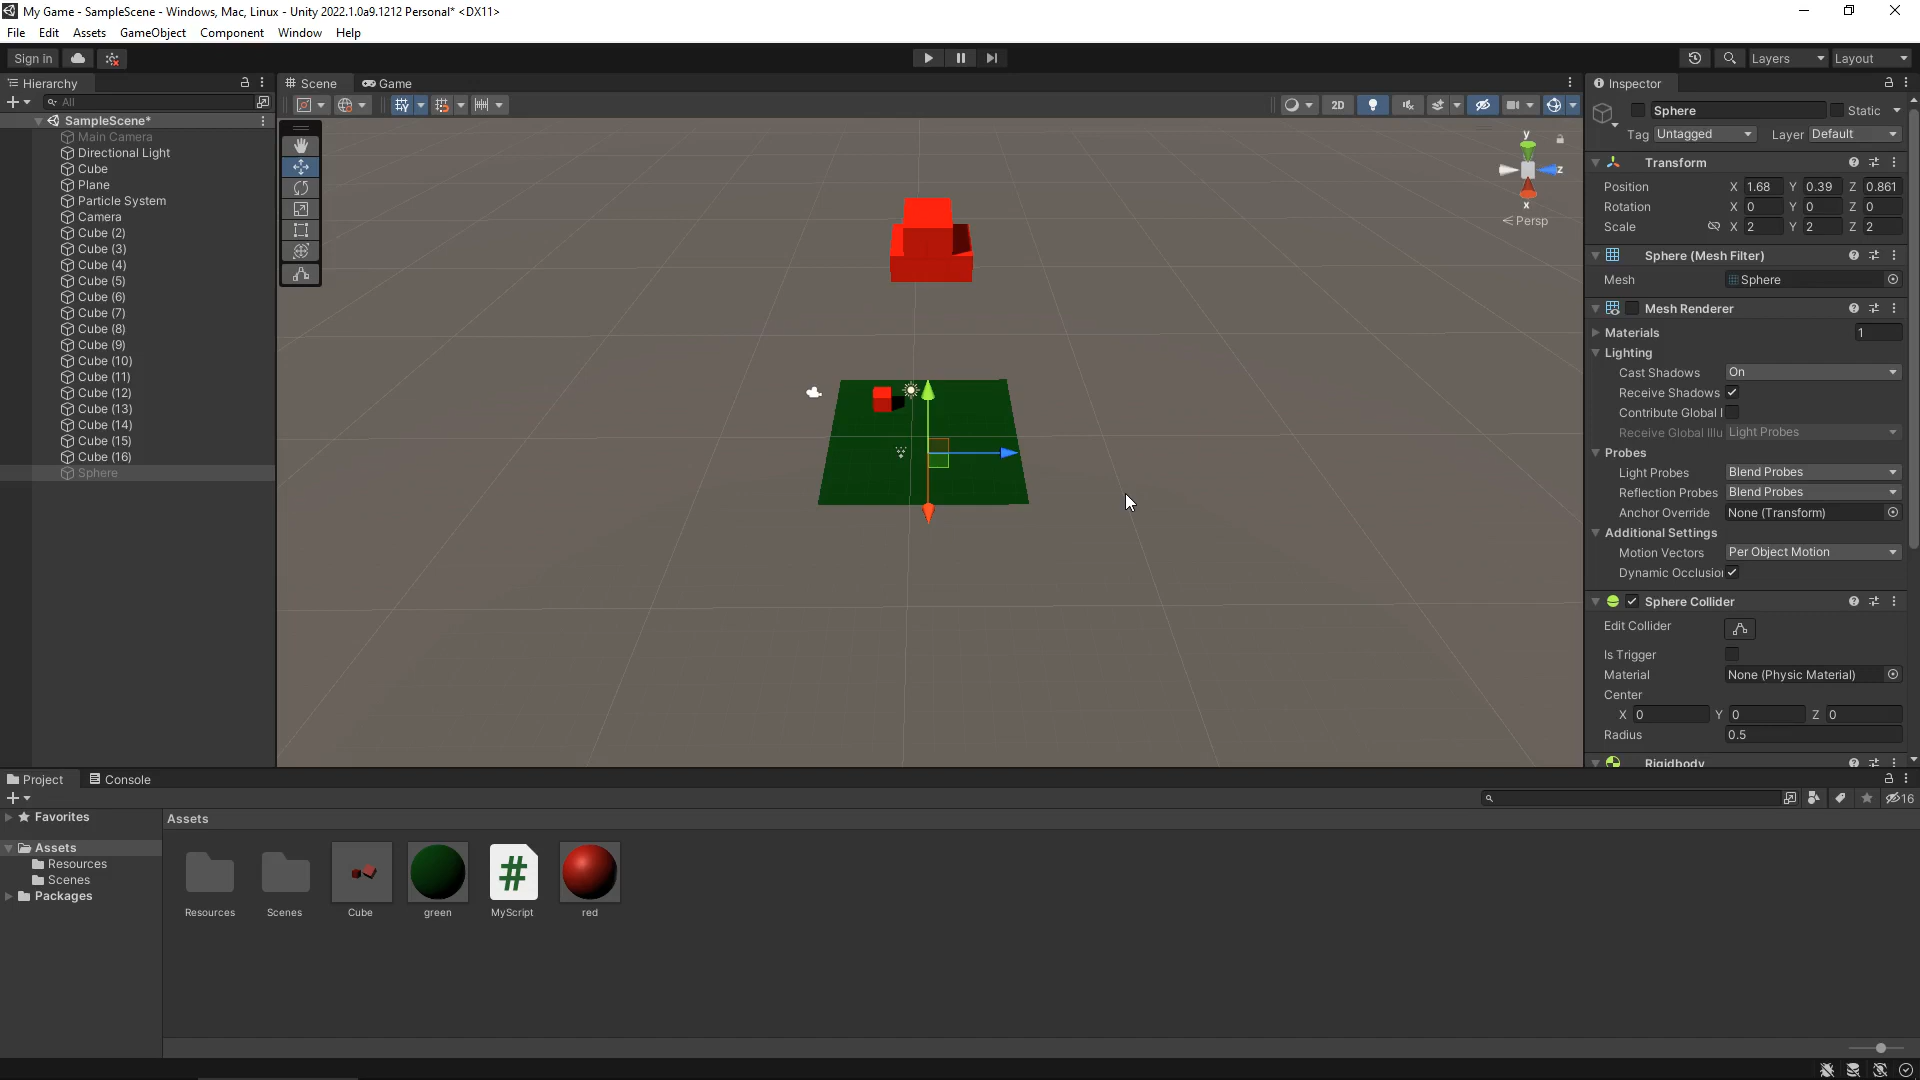 My Game - SampleScene - Windows, Mac, Linux - Unity 2022.1.0a9.1212 Personal* <DX11>
File Edit Assets GameObject Component Window Help
Sign in Layers Layout
Hierarchy
All
SampleScene*
Main Camera
Directional Light
Cube
Plane
Particle System
Camera
Cube (2)
Cube (3)
Cube (4)
Cube (5)
Cube (6)
Cube (7)
Cube (8)
Cube (9)
Cube (10)
Cube (11)
Cube (12)
Cube (13)
Cube (14)
Cube (15)
Cube (16)
Sphere
Scene Game
2D
y
z
x
< Persp
Inspector
Sphere Static
Tag Untagged Layer Default
Transform
Position X 1.68 Y 0.39 Z 0.861
Rotation X 0 Y 0 Z 0
Scale X 2 Y 2 Z 2
Sphere (Mesh Filter)
Mesh Sphere
Mesh Renderer
Materials 1
Lighting
Cast Shadows On
Receive Shadows
Contribute Global I
Receive Global Illu Light Probes
Probes
Light Probes Blend Probes
Reflection Probes Blend Probes
Anchor Override None (Transform)
Additional Settings
Motion Vectors Per Object Motion
Dynamic Occlusion
Sphere Collider
Edit Collider
Is Trigger
Material None (Physic Material)
Center
X 0 Y 0 Z 0
Radius 0.5
Rigidbody
Project Console
16
Favorites
Assets
Resources
Scenes
Packages
Assets
Resources Scenes Cube green MyScript red
#